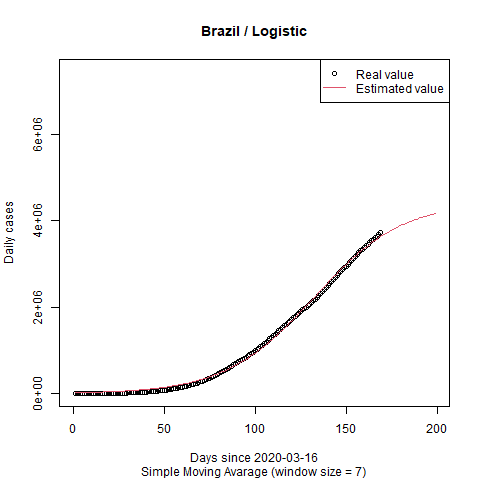 Brazil / Logistic
Real value
Estimated value
Daily cases
6e+06
4e+06
2e+06
0e+00
0 50 100 150 200
Days since 2020-03-16
Simple Moving Avarage (window size = 7)